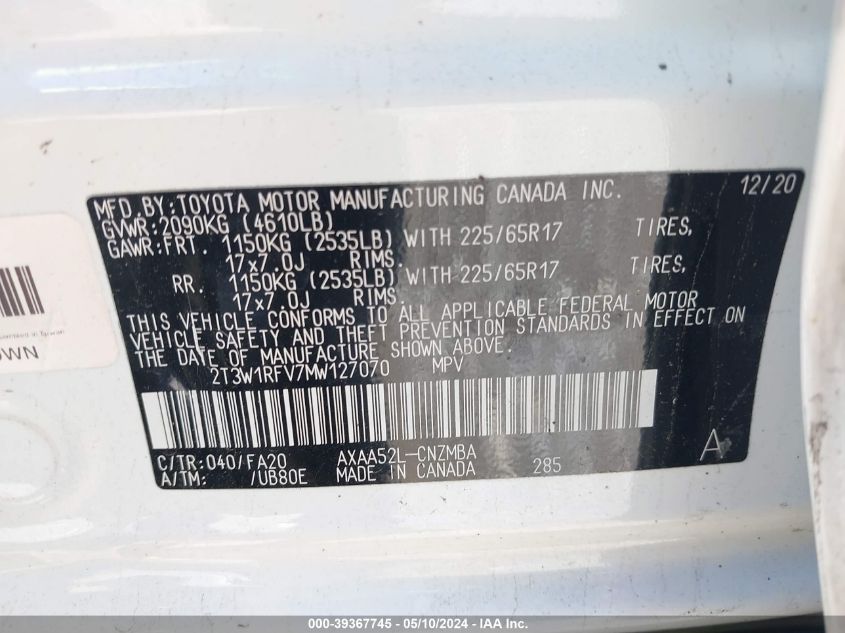 MFD.BY:TOYOTA MOTOR MANUFACTURING CANADA INC. 12/20
GVWR:2090KG (4610LB)
GAWR:FRT. 1150KG (2535LB) WITH 225/65R17 TIRES,
17x7.0J RIMS.
RR. 1150KG (2535LB) WITH 225/65R17 TIRES,
17x7.0J RIMS.
THIS VEHICLE CONFORMS TO ALL APPLICABLE FEDERAL MOTOR
VEHICLE SAFETY AND THEFT PREVENTION STANDARDS IN EFFECT ON
THE DATE OF MANUFACTURE SHOWN ABOVE.
2T3W1RFV7MW127070 MPV
C/TR:040/FA20 AXAA52L-CNZMBA
A/TM: /UB80E MADE IN CANADA 285 A
in Taiwan
OWN
000-39367745 - 05/10/2024 - IAA Inc.